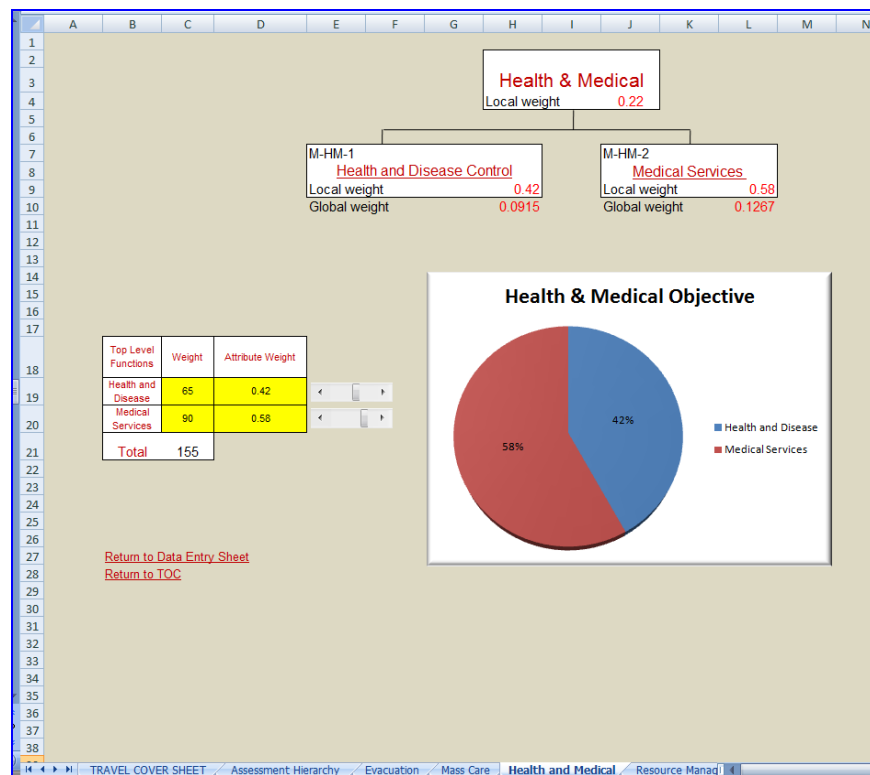 A B C D E F G H I J K L M N
1
2
3
4
5
6
7
8
9
10
11
12
13
14
15
16
17
18
19
20
21
22
23
24
25
26
27
28
29
30
31
32
33
34
35
36
37
38
Health & Medical
Local weight 0.22
M-HM-1
Health and Disease Control
Local weight 0.42
Global weight 0.0915
M-HM-2
Medical Services
Local weight 0.58
Global weight 0.1267
Health & Medical Objective
42%
58%
Health and Disease
Medical Services
Top Level
Functions
Weight
Attribute Weight
Health and
Disease
65
0.42
Medical
Services
90
0.58
Total 155
Return to Data Entry Sheet
Return to TOC
TRAVEL COVER SHEET Assessment Hierarchy Evacuation Mass Care Health and Medical Resource Manag